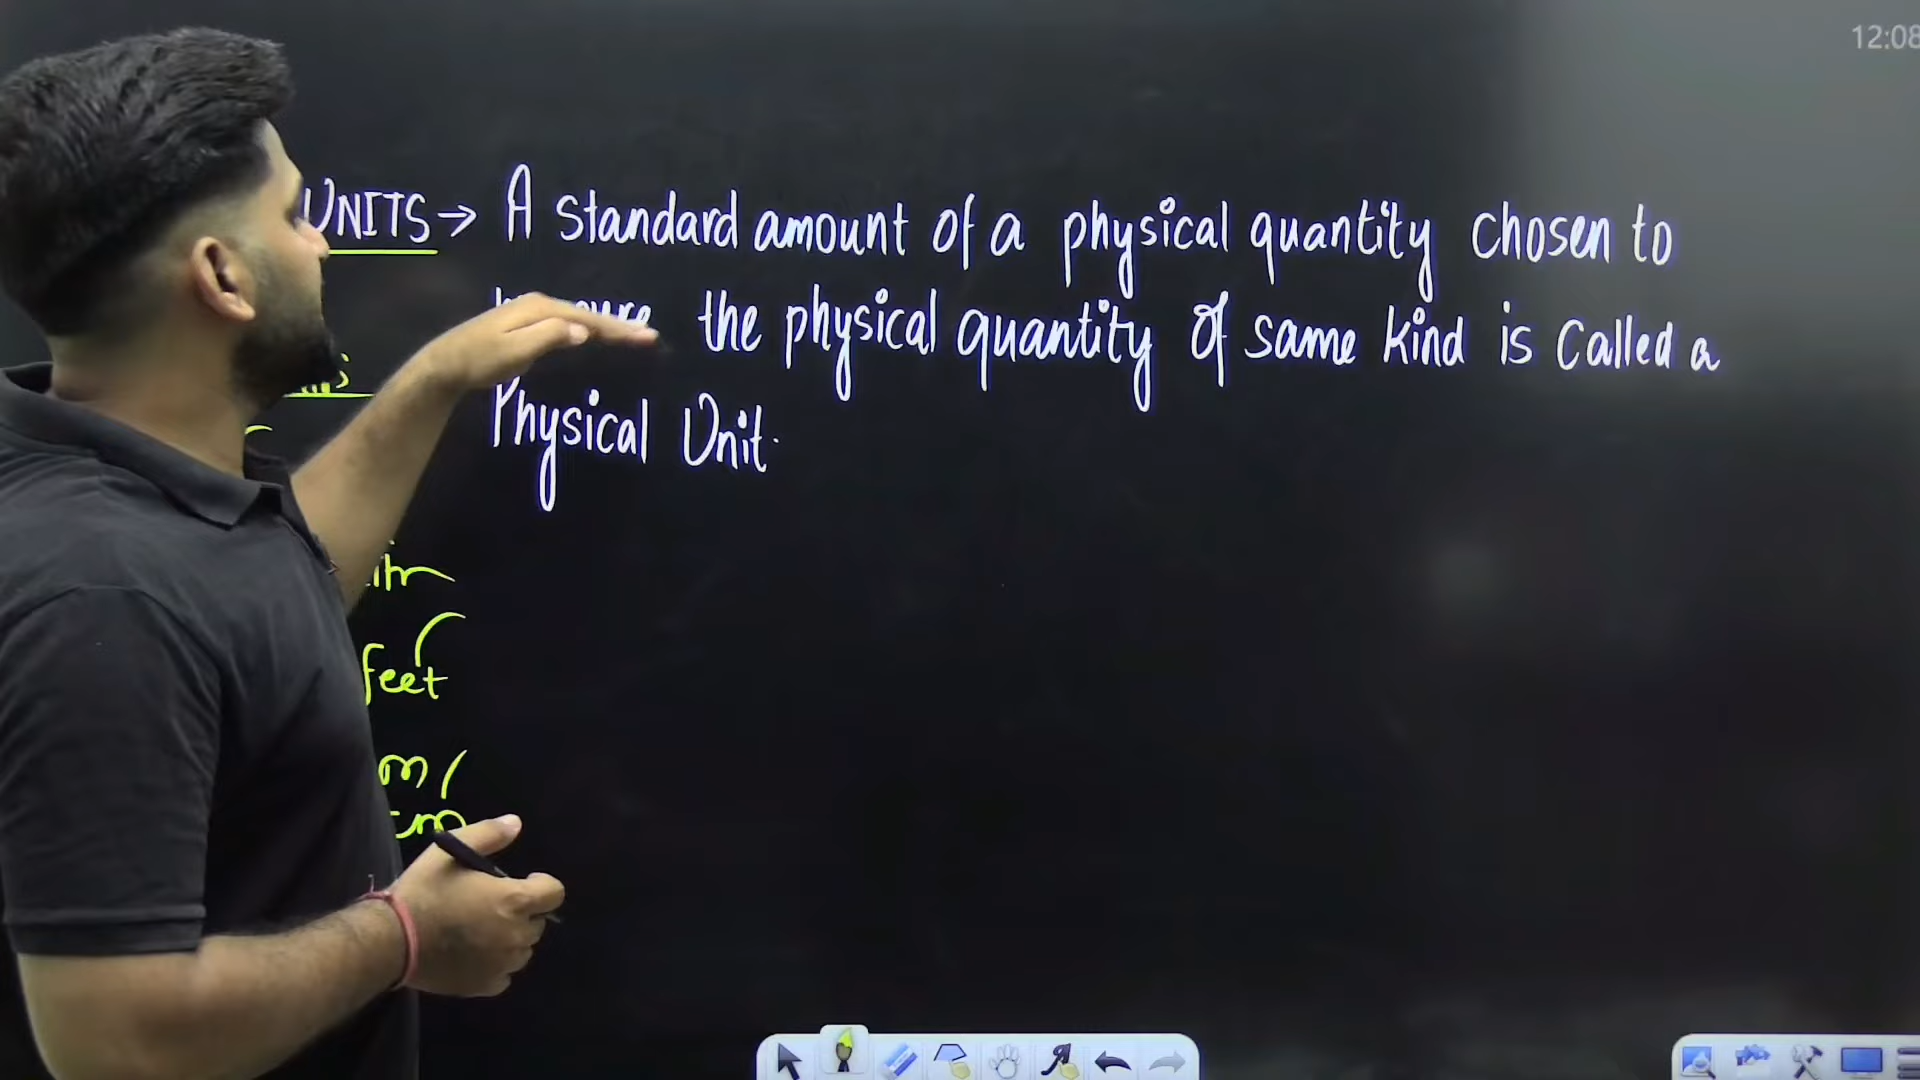 12:08
UNITS → A standard amount of a physical quantity chosen to
the physical quantity of same kind is called a
Physical Unit.
feet
m /
cm